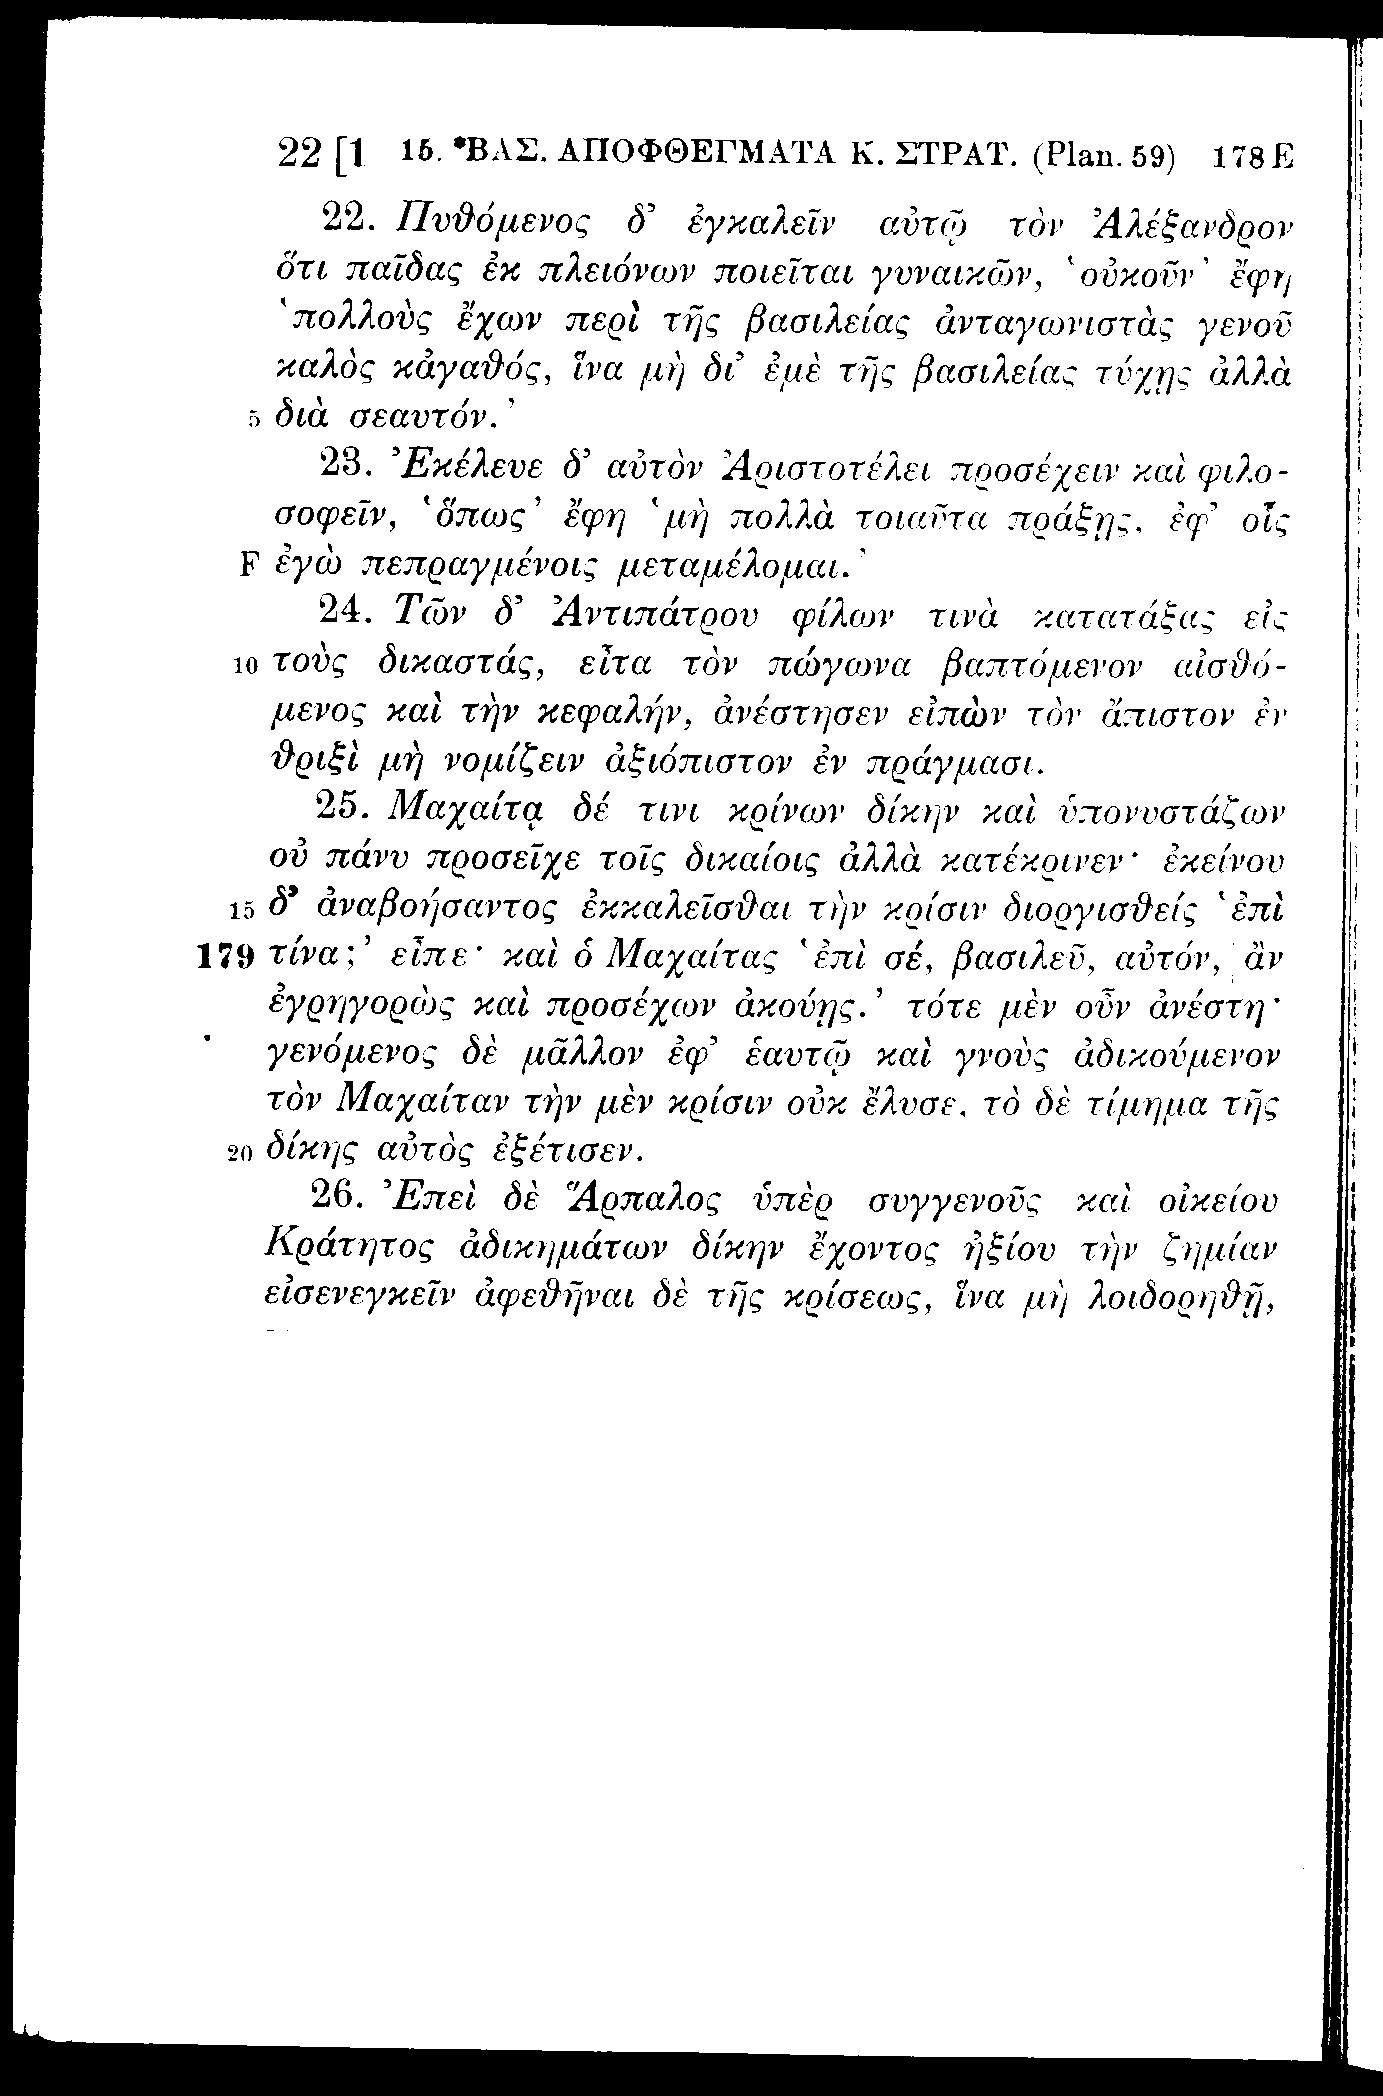 22 [1 15. *ΒΑΣ. ΑΠΟΦΘΕΓΜΑΤΑ Κ. ΣΤΡΑΤ. (Plan. 59) 178 E
22. Πυθόμενος δ’ ἐγκαλεῖν αὐτῷ τὸν Ἀλέξανδρον
ὅτι παῖδας ἐκ πλειόνων ποιεῖται γυναικῶν, ‘οὐκοῦν’ ἔφη
‘πολλοὺς ἔχων περὶ τῆς βασιλείας ἀνταγωνιστὰς γενοῦ
καλὸς κἀγαθός, ἵνα μὴ δι’ ἐμὲ τῆς βασιλείας τύχῃς ἀλλὰ
5 διὰ σεαυτόν.’
23. Ἐκέλευε δ’ αὐτὸν Ἀριστοτέλει προσέχειν καὶ φιλο-
σοφεῖν, ‘ὅπως’ ἔφη ‘μὴ πολλὰ τοιαῦτα πράξῃς, ἐφ’ οἷς
F ἐγὼ πεπραγμένοις μεταμέλομαι.’
24. Τῶν δ’ Ἀντιπάτρου φίλων τινὰ κατατάξας εἰς
10 τοὺς δικαστάς, εἶτα τὸν πώγωνα βαπτόμενον αἰσθό-
μενος καὶ τὴν κεφαλήν, ἀνέστησεν εἰπὼν τὸν ἄπιστον ἐν
θριξὶ μὴ νομίζειν ἀξιόπιστον ἐν πράγμασι.
25. Μαχαίτᾳ δέ τινι κρίνων δίκην καὶ ὑπονυστάζων
οὐ πάνυ προσεῖχε τοῖς δικαίοις ἀλλὰ κατέκρινεν· ἐκείνου
15 δ’ ἀναβοήσαντος ἐκκαλεῖσθαι τὴν κρίσιν διοργισθείς ‘ἐπὶ
179 τίνα;’ εἶπε· καὶ ὁ Μαχαίτας ‘ἐπὶ σέ, βασιλεῦ, αὐτόν, ἂν
ἐγρηγορὼς καὶ προσέχων ἀκούῃς.’ τότε μὲν οὖν ἀνέστη·
γενόμενος δὲ μᾶλλον ἐφ’ ἑαυτῷ καὶ γνοὺς ἀδικούμενον
τὸν Μαχαίταν τὴν μὲν κρίσιν οὐκ ἔλυσε, τὸ δὲ τίμημα τῆς
20 δίκης αὐτὸς ἐξέτισεν.
26. Ἐπεὶ δὲ Ἅρπαλος ὑπὲρ συγγενοῦς καὶ οἰκείου
Κράτητος ἀδικημάτων δίκην ἔχοντος ἠξίου τὴν ζημίαν
εἰσενεγκεῖν ἀφεθῆναι δὲ τῆς κρίσεως, ἵνα μὴ λοιδορηθῇ,